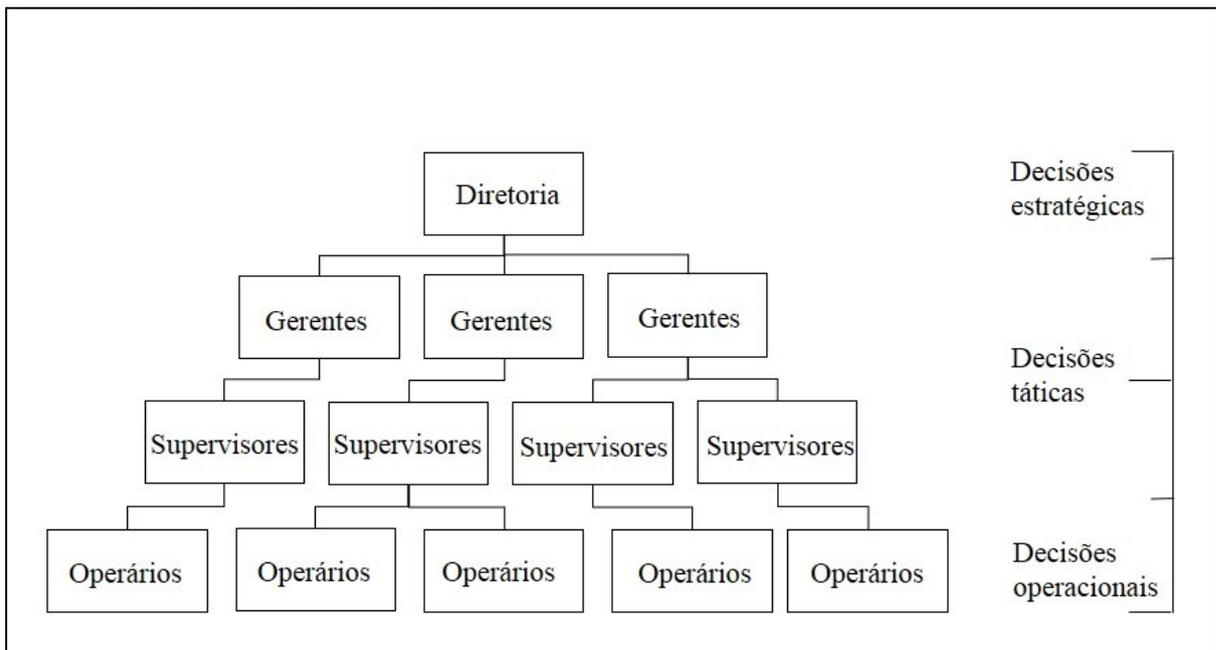 Diretoria
Decisões
estratégicas
Gerentes
Gerentes
Gerentes
Decisões
táticas
Supervisores
Supervisores
Supervisores
Supervisores
Operários
Operários
Operários
Operários
Operários
Decisões
operacionais